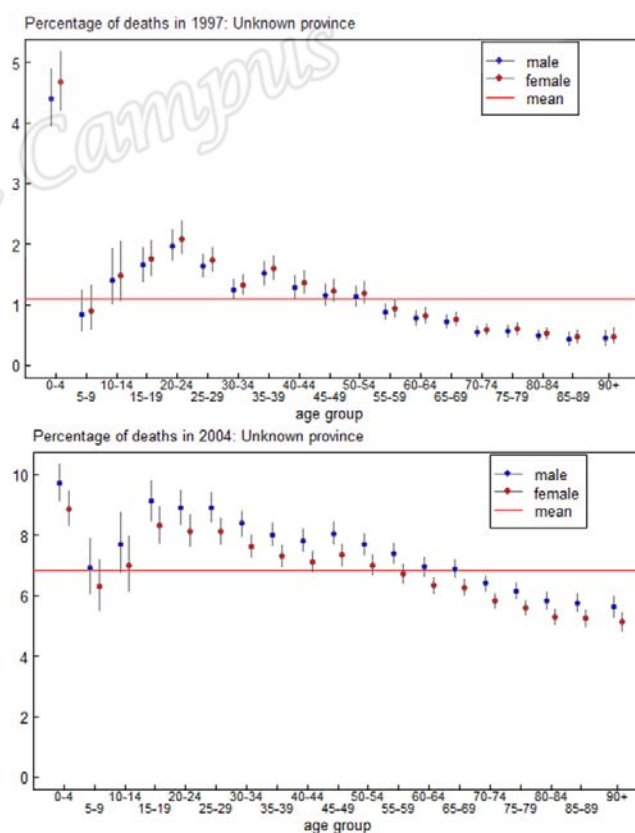 Percentage of deaths in 1997: Unknown province
Campus
5
4
3
2
1
0
male
female
mean
0-4 10-14 20-24 30-34 40-44 50-54 60-64 70-74 80-84 90+
5-9 15-19 25-29 35-39 45-49 55-59 65-69 75-79 85-89
age group
Percentage of deaths in 2004: Unknown province
10
8
6
4
2
0
male
female
mean
0-4 10-14 20-24 30-34 40-44 50-54 60-64 70-74 80-84 90+
5-9 15-19 25-29 35-39 45-49 55-59 65-69 75-79 85-89
age group